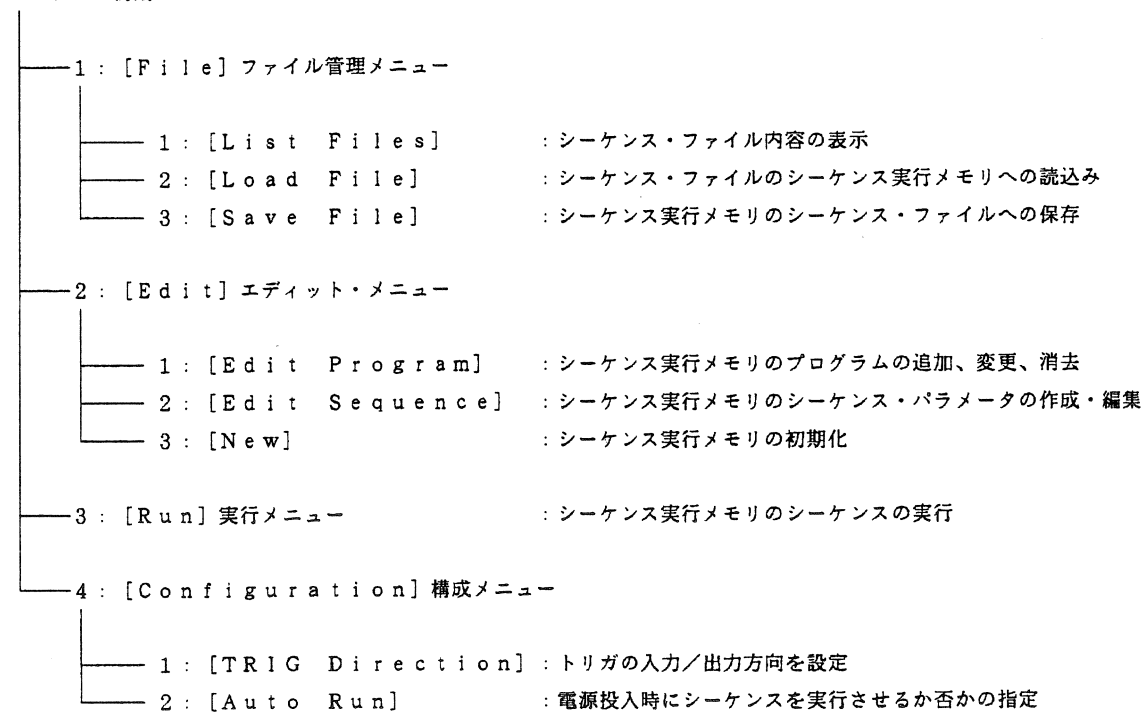 1：［File］ファイル管理メニュー
1：［List Files］：シーケンス・ファイル内容の表示
2：［Load File］：シーケンス・ファイルのシーケンス実行メモリへの読込み
3：［Save File］：シーケンス実行メモリのシーケンス・ファイルへの保存
2：［Edit］エディット・メニュー
1：［Edit Program］：シーケンス実行メモリのプログラムの追加、変更、消去
2：［Edit Sequence］：シーケンス実行メモリのシーケンス・パラメータの作成・編集
3：［New］：シーケンス実行メモリの初期化
3：［Run］実行メニュー：シーケンス実行メモリのシーケンスの実行
4：［Configuration］構成メニュー
1：［TRIG Direction］：トリガの入力／出力方向を設定
2：［Auto Run］：電源投入時にシーケンスを実行させるか否かの指定